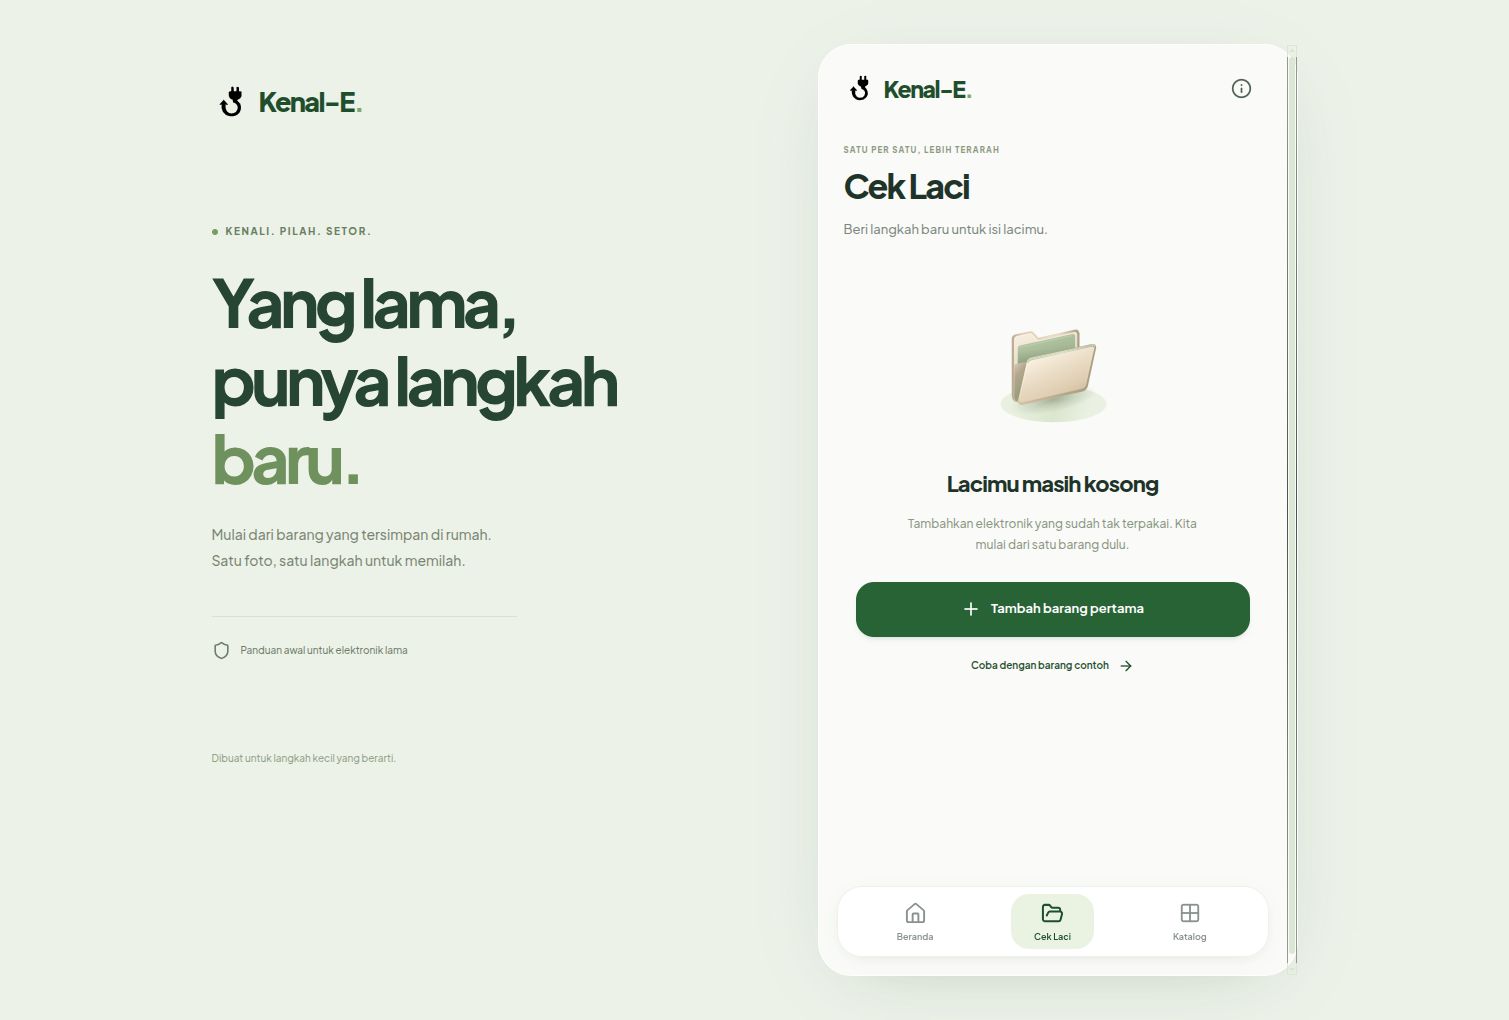 Kenal-E.
KENALI. PILAH. SETOR.
Yang lama,
punya langkah
baru.
Mulai dari barang yang tersimpan di rumah.
Satu foto, satu langkah untuk memilah.
Panduan awal untuk elektronik lama
Dibuat untuk langkah kecil yang berarti.
Kenal-E.
SATU PER SATU, LEBIH TERARAH
Cek Laci
Beri langkah baru untuk isi lacimu.
Lacimu masih kosong
Tambahkan elektronik yang sudah tak terpakai. Kita
mulai dari satu barang dulu.
Tambah barang pertama
Coba dengan barang contoh
Beranda
Cek Laci
Katalog